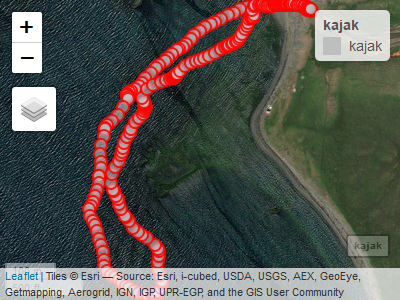 +
−
kajak
kajak
kajak
Leaflet | Tiles © Esri — Source: Esri, i-cubed, USDA, USGS, AEX, GeoEye,
Getmapping, Aerogrid, IGN, IGP, UPR-EGP, and the GIS User Community